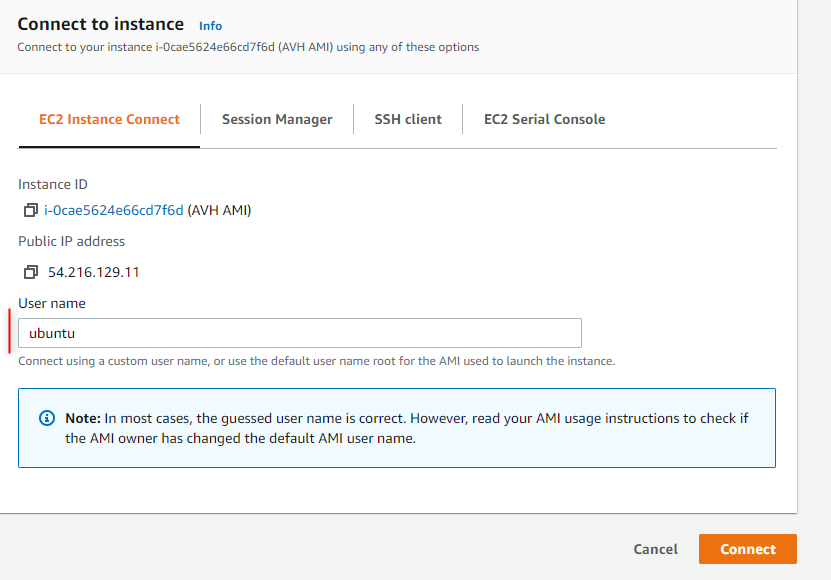 Connect to instance Info
Connect to your instance i-0cae5624e66cd7f6d (AVH AMI) using any of these options
EC2 Instance Connect Session Manager SSH client EC2 Serial Console
Instance ID
i-0cae5624e66cd7f6d (AVH AMI)
Public IP address
54.216.129.11
User name
ubuntu
Connect using a custom user name, or use the default user name root for the AMI used to launch the instance.
Note: In most cases, the guessed user name is correct. However, read your AMI usage instructions to check if
the AMI owner has changed the default AMI user name.
Cancel Connect